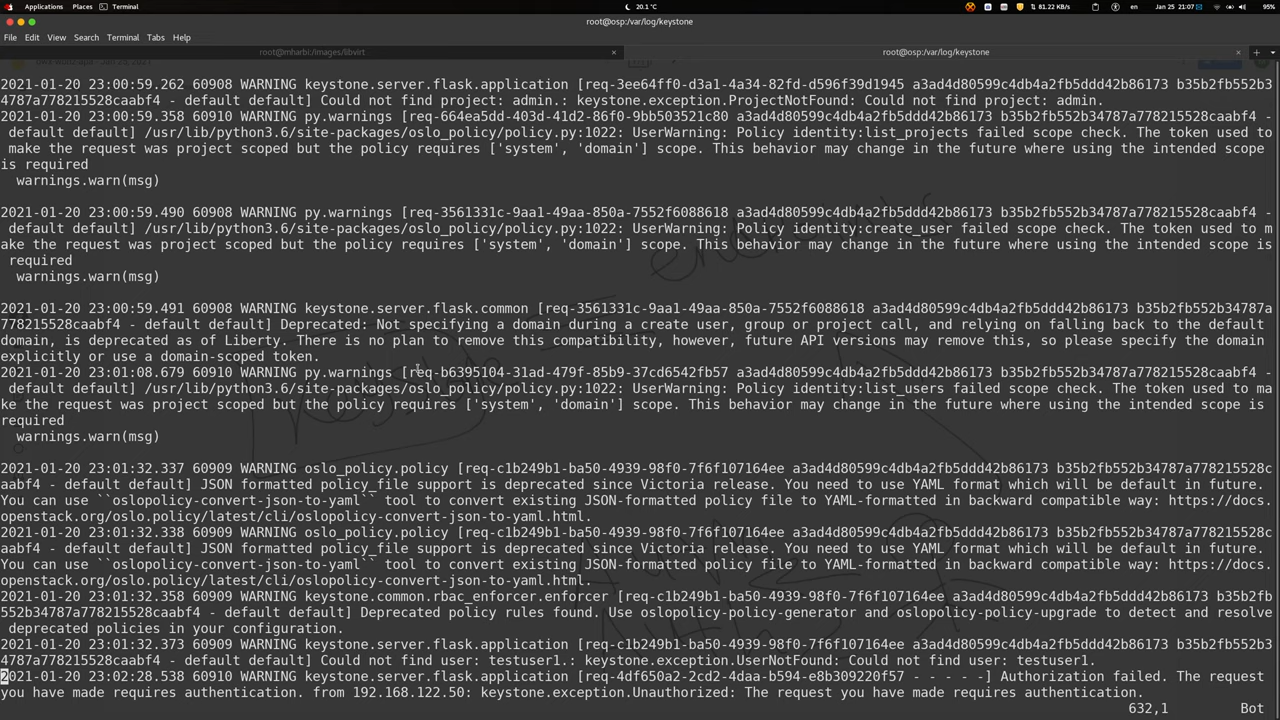 Applications Places Terminal 20.1 °C 81.22 KB/s en Jan 25 21:07 95%
root@osp:/var/log/keystone
File Edit View Search Terminal Tabs Help
root@mharbi:/images/libvirt root@osp:/var/log/keystone
2021-01-20 23:00:59.262 60908 WARNING keystone.server.flask.application [req-3ee64ff0-d3a1-4a34-82fd-d596f39d1945 a3ad4d80599c4db4a2fb5ddd42b86173 b35b2fb552b3
4787a778215528caabf4 - default default] Could not find project: admin.: keystone.exception.ProjectNotFound: Could not find project: admin.
2021-01-20 23:00:59.358 60910 WARNING py.warnings [req-664ea5dd-403d-41d2-86f0-9bb503521c80 a3ad4d80599c4db4a2fb5ddd42b86173 b35b2fb552b34787a778215528caabf4 -
default default] /usr/lib/python3.6/site-packages/oslo_policy/policy.py:1022: UserWarning: Policy identity:list_projects failed scope check. The token used to
make the request was project scoped but the policy requires ['system', 'domain'] scope. This behavior may change in the future where using the intended scope
is required
warnings.warn(msg)
2021-01-20 23:00:59.490 60908 WARNING py.warnings [req-3561331c-9aa1-49aa-850a-7552f6088618 a3ad4d80599c4db4a2fb5ddd42b86173 b35b2fb552b34787a778215528caabf4 -
default default] /usr/lib/python3.6/site-packages/oslo_policy/policy.py:1022: UserWarning: Policy identity:create_user failed scope check. The token used to m
ake the request was project scoped but the policy requires ['system', 'domain'] scope. This behavior may change in the future where using the intended scope is
required
warnings.warn(msg)
2021-01-20 23:00:59.491 60908 WARNING keystone.server.flask.common [req-3561331c-9aa1-49aa-850a-7552f6088618 a3ad4d80599c4db4a2fb5ddd42b86173 b35b2fb552b34787a
778215528caabf4 - default default] Deprecated: Not specifying a domain during a create user, group or project call, and relying on falling back to the default
domain, is deprecated as of Liberty. There is no plan to remove this compatibility, however, future API versions may remove this, so please specify the domain
explicitly or use a domain-scoped token.
2021-01-20 23:01:08.679 60910 WARNING py.warnings [req-b6395104-31ad-479f-85b9-37cd6542fb57 a3ad4d80599c4db4a2fb5ddd42b86173 b35b2fb552b34787a778215528caabf4 -
default default] /usr/lib/python3.6/site-packages/oslo_policy/policy.py:1022: UserWarning: Policy identity:list_users failed scope check. The token used to ma
ke the request was project scoped but the policy requires ['system', 'domain'] scope. This behavior may change in the future where using the intended scope is
required
warnings.warn(msg)
2021-01-20 23:01:32.337 60909 WARNING oslo_policy.policy [req-c1b249b1-ba50-4939-98f0-7f6f107164ee a3ad4d80599c4db4a2fb5ddd42b86173 b35b2fb552b34787a778215528c
aabf4 - default default] JSON formatted policy_file support is deprecated since Victoria release. You need to use YAML format which will be default in future.
You can use ``oslopolicy-convert-json-to-yaml`` tool to convert existing JSON-formatted policy file to YAML-formatted in backward compatible way: https://docs.
openstack.org/oslo.policy/latest/cli/oslopolicy-convert-json-to-yaml.html.
2021-01-20 23:01:32.338 60909 WARNING oslo_policy.policy [req-c1b249b1-ba50-4939-98f0-7f6f107164ee a3ad4d80599c4db4a2fb5ddd42b86173 b35b2fb552b34787a778215528c
aabf4 - default default] JSON formatted policy_file support is deprecated since Victoria release. You need to use YAML format which will be default in future.
You can use ``oslopolicy-convert-json-to-yaml`` tool to convert existing JSON-formatted policy file to YAML-formatted in backward compatible way: https://docs.
openstack.org/oslo.policy/latest/cli/oslopolicy-convert-json-to-yaml.html.
2021-01-20 23:01:32.358 60909 WARNING keystone.common.rbac_enforcer.enforcer [req-c1b249b1-ba50-4939-98f0-7f6f107164ee a3ad4d80599c4db4a2fb5ddd42b86173 b35b2fb
552b34787a778215528caabf4 - default default] Deprecated policy rules found. Use oslopolicy-policy-generator and oslopolicy-policy-upgrade to detect and resolve
deprecated policies in your configuration.
2021-01-20 23:01:32.373 60909 WARNING keystone.server.flask.application [req-c1b249b1-ba50-4939-98f0-7f6f107164ee a3ad4d80599c4db4a2fb5ddd42b86173 b35b2fb552b3
4787a778215528caabf4 - default default] Could not find user: testuser1.: keystone.exception.UserNotFound: Could not find user: testuser1.
2021-01-20 23:02:28.538 60910 WARNING keystone.server.flask.application [req-4df650a2-2cd2-4daa-b594-e8b309220f57 - - - - -] Authorization failed. The request
you have made requires authentication. from 192.168.122.50: keystone.exception.Unauthorized: The request you have made requires authentication.
632,1 Bot